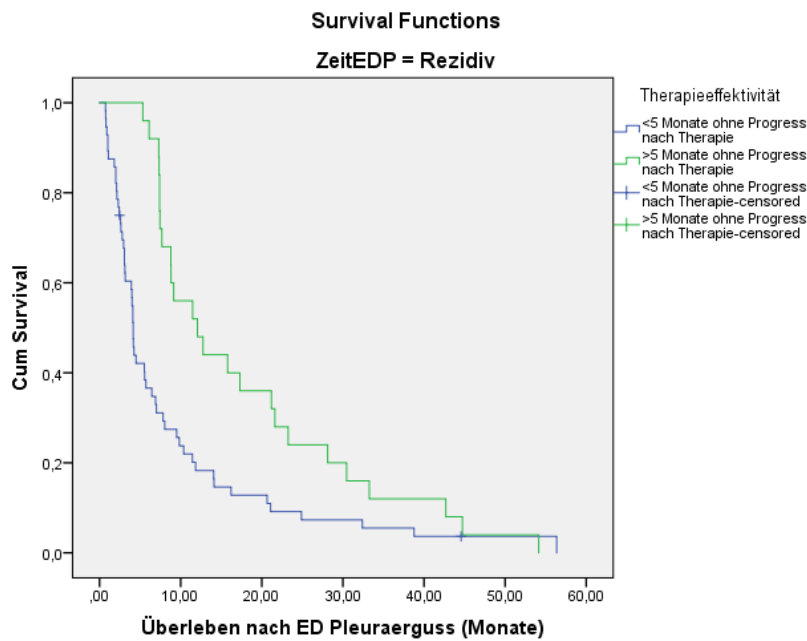 Survival Functions
ZeitEDP = Rezidiv
Therapieeffektivität
<5 Monate ohne Progress
nach Therapie
>5 Monate ohne Progress
nach Therapie
<5 Monate ohne Progress
nach Therapie-censored
>5 Monate ohne Progress
nach Therapie-censored
Cum Survival
1,0
0,8
0,6
0,4
0,2
0,0
,00 10,00 20,00 30,00 40,00 50,00 60,00
Überleben nach ED Pleuraerguss (Monate)